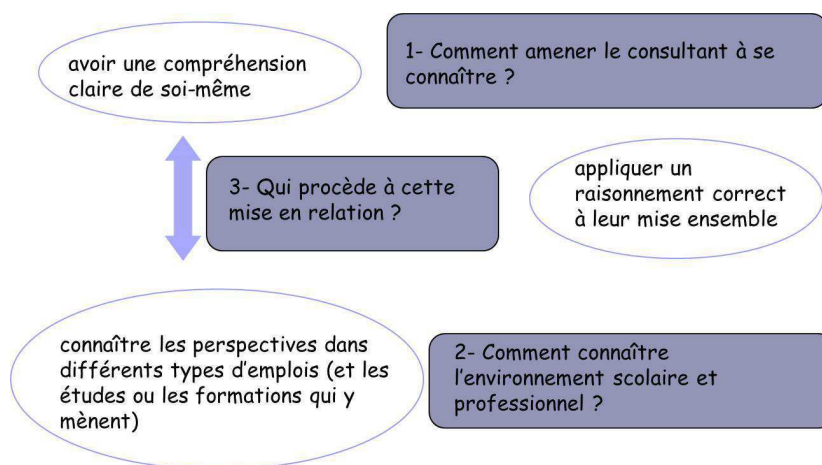 avoir une compréhension
claire de soi-même
1- Comment amener le consultant à se
connaître ?
3- Qui procède à cette
mise en relation ?
appliquer un
raisonnement correct
à leur mise ensemble
connaître les perspectives dans
différents types d'emplois (et les
études ou les formations qui y
mènent)
2- Comment connaître
l'environnement scolaire et
professionnel ?